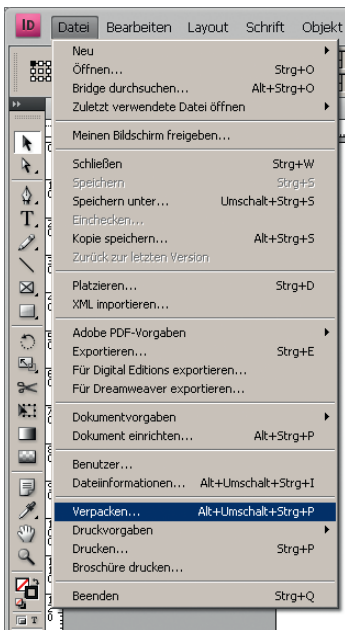 ID Datei Bearbeiten Layout Schrift Objekt
Neu
Öffnen... Strg+O
Bridge durchsuchen... Alt+Strg+O
Zuletzt verwendete Datei öffnen
Meinen Bildschirm freigeben...
Schließen Strg+W
Speichern Strg+S
Speichern unter... Umschalt+Strg+S
Einchecken...
Kopie speichern... Alt+Strg+S
Zurück zur letzten Version
Platzieren... Strg+D
XML importieren...
Adobe PDF-Vorgaben
Exportieren... Strg+E
Für Digital Editions exportieren...
Für Dreamweaver exportieren...
Dokumentvorgaben
Dokument einrichten... Alt+Strg+P
Benutzer...
Dateiinformationen... Alt+Umschalt+Strg+I
Verpacken... Alt+Umschalt+Strg+P
Druckvorgaben
Drucken... Strg+P
Broschüre drucken...
Beenden Strg+Q